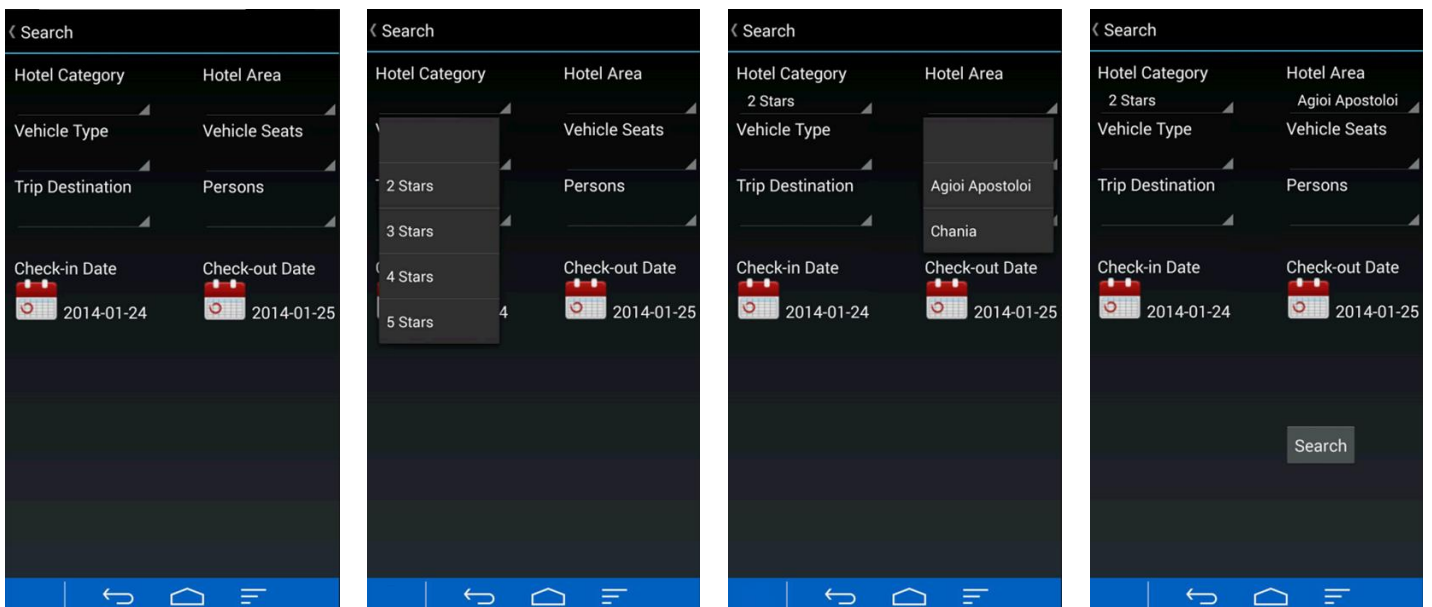 Search
Hotel Category Hotel Area
Vehicle Type Vehicle Seats
Trip Destination Persons
Check-in Date Check-out Date
2014-01-24 2014-01-25
Search
Hotel Category Hotel Area
Vehicle Seats
2 Stars Persons
3 Stars
4 Stars Check-out Date
5 Stars 4 2014-01-25
Search
Hotel Category Hotel Area
2 Stars
Vehicle Type
Trip Destination Agioi Apostoloi
Chania
Check-in Date Check-out Date
2014-01-24 2014-01-25
Search
Hotel Category Hotel Area
2 Stars Agioi Apostoloi
Vehicle Type Vehicle Seats
Trip Destination Persons
Check-in Date Check-out Date
2014-01-24 2014-01-25
Search